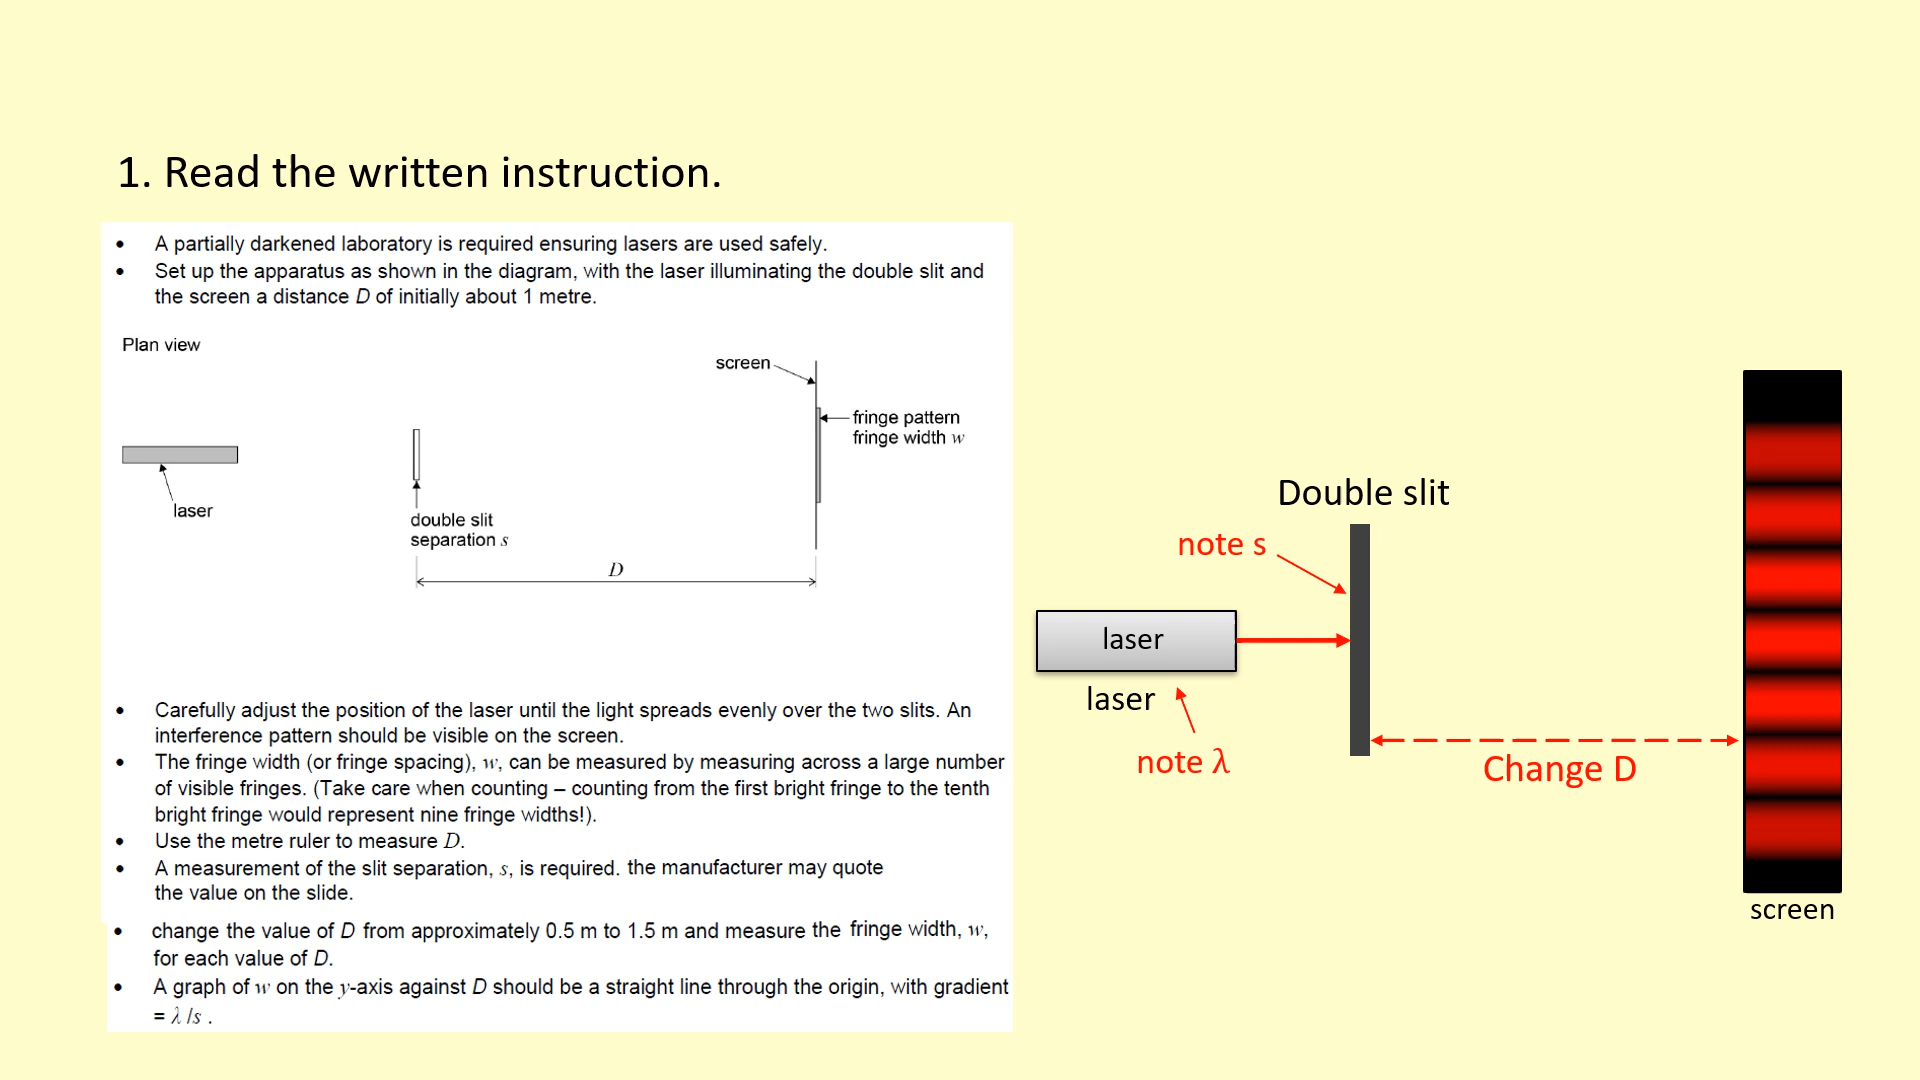 1. Read the written instruction.
• A partially darkened laboratory is required ensuring lasers are used safely.
• Set up the apparatus as shown in the diagram, with the laser illuminating the double slit and
the screen a distance D of initially about 1 metre.
Plan view
screen
fringe pattern
fringe width w
laser
double slit
separation s
D
• Carefully adjust the position of the laser until the light spreads evenly over the two slits. An
interference pattern should be visible on the screen.
• The fringe width (or fringe spacing), w, can be measured by measuring across a large number
of visible fringes. (Take care when counting – counting from the first bright fringe to the tenth
bright fringe would represent nine fringe widths!).
• Use the metre ruler to measure D.
• A measurement of the slit separation, s, is required. the manufacturer may quote
the value on the slide.
• change the value of D from approximately 0.5 m to 1.5 m and measure the fringe width, w,
for each value of D.
• A graph of w on the y-axis against D should be a straight line through the origin, with gradient
= λ /s .
Double slit
note s
laser
laser
note λ
Change D
screen